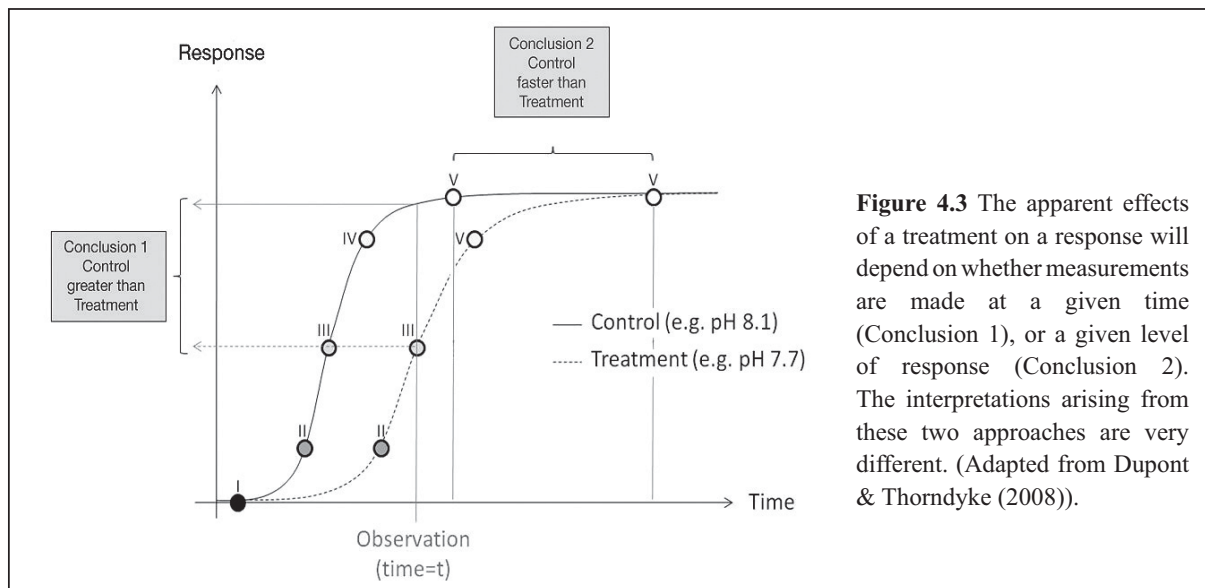 Response
Conclusion 2
Control
faster than
Treatment
V
V
IV
V
Conclusion 1
Control
greater than
Treatment
III
III
Control (e.g. pH 8.1)
Treatment (e.g. pH 7.7)
II
II
I
Time
Observation
(time=t)
Figure 4.3 The apparent effects
of a treatment on a response will
depend on whether measurements
are made at a given time
(Conclusion 1), or a given level
of response (Conclusion 2).
The interpretations arising from
these two approaches are very
different. (Adapted from Dupont
& Thorndyke (2008)).